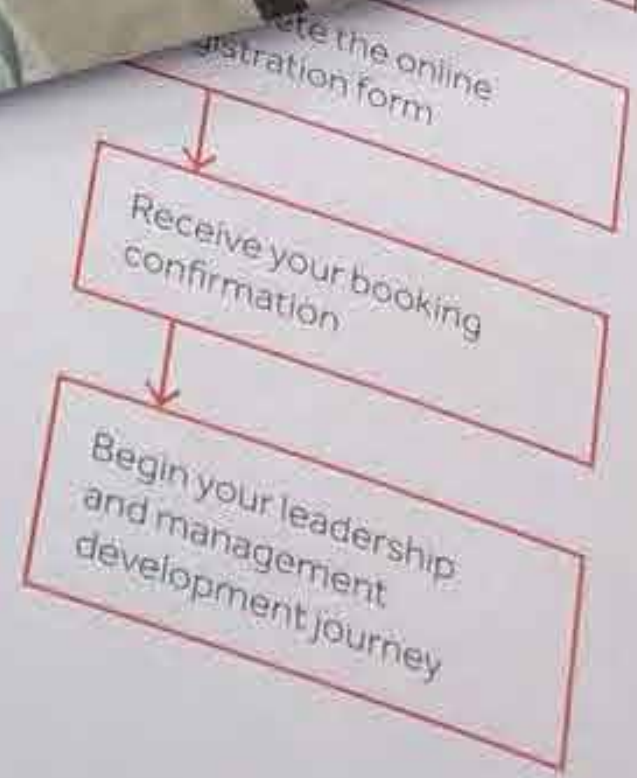 the online
form
Receive your booking
confirmation
Begin your leadership
and management
development journey